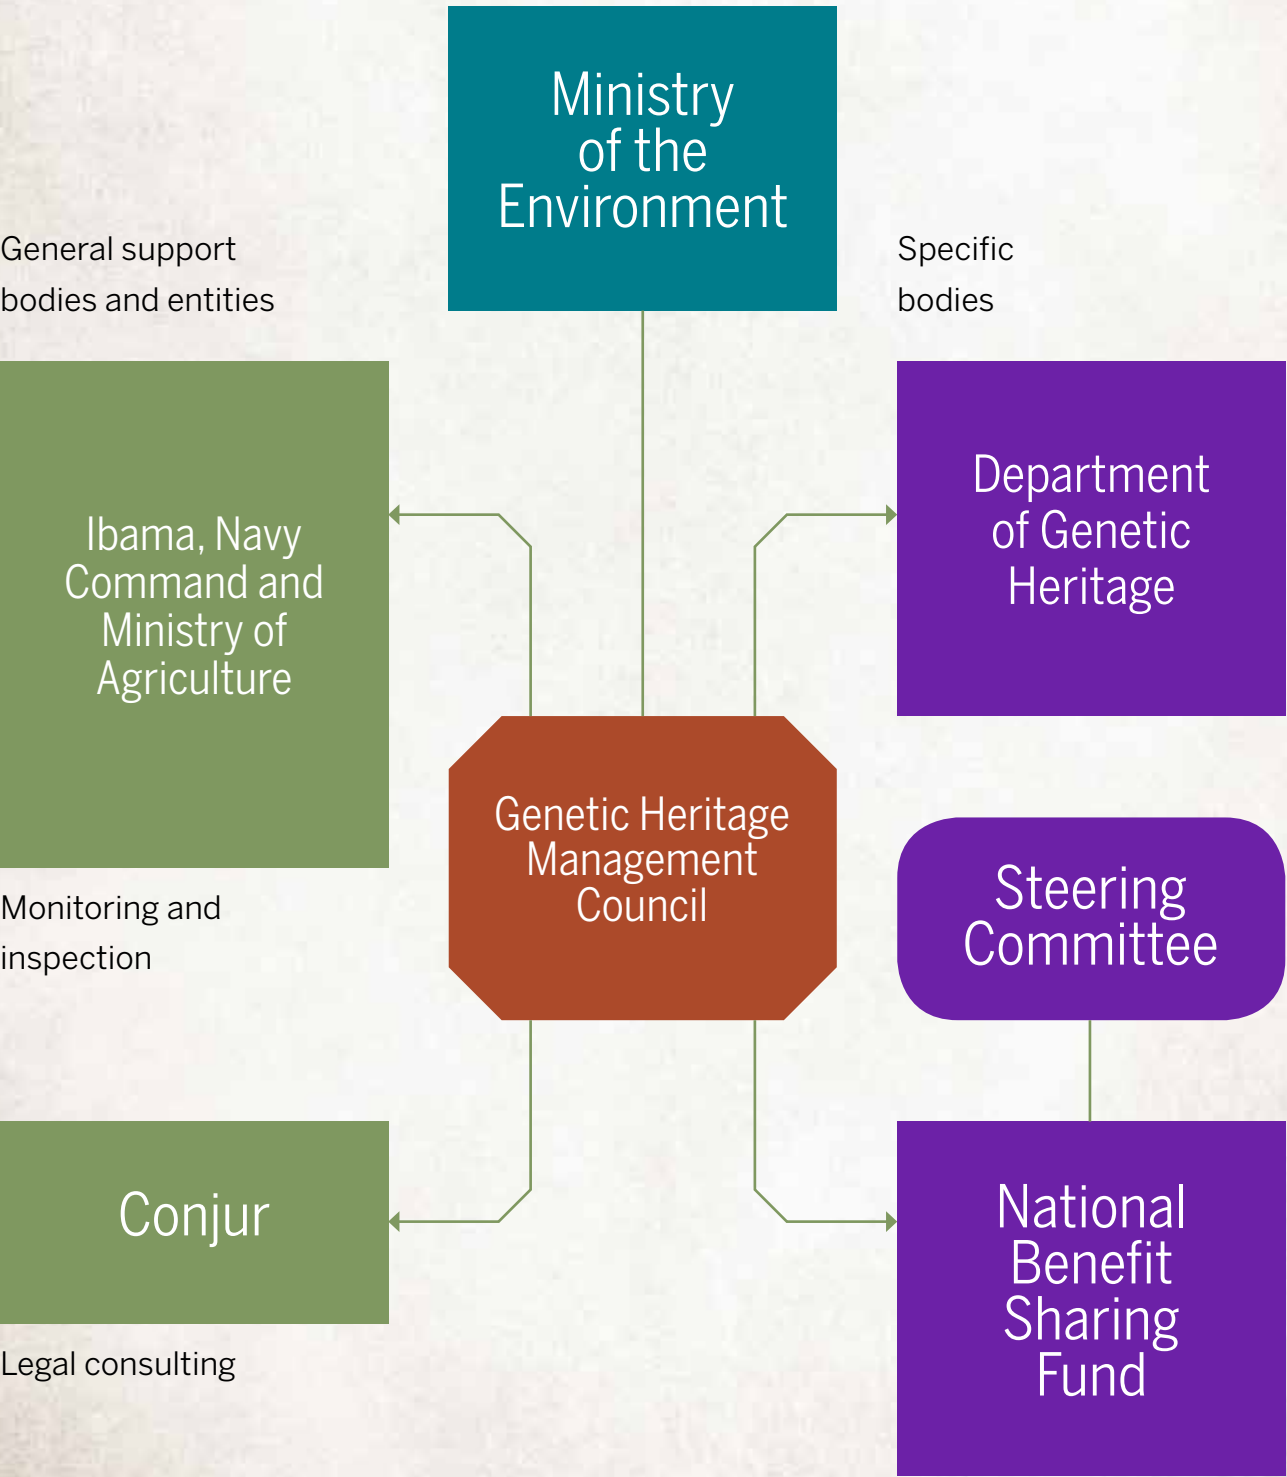 Ministry
of the
Environment
General support
bodies and entities
Specific
bodies
Ibama, Navy
Command and
Ministry of
Agriculture
Department
of Genetic
Heritage
Genetic Heritage
Management
Council
Steering
Committee
Monitoring and
inspection
Conjur
National
Benefit
Sharing
Fund
Legal consulting